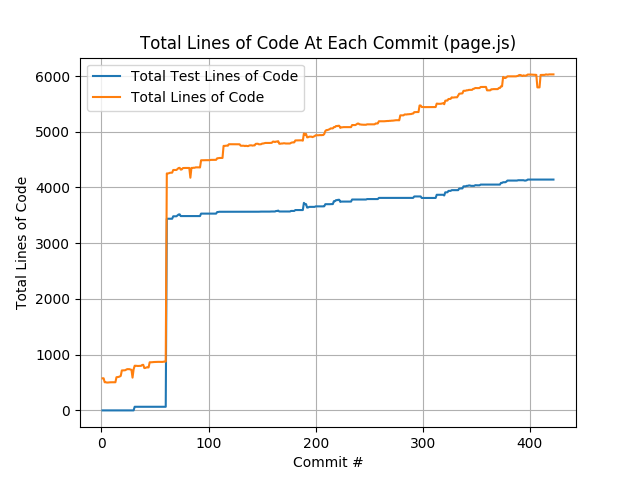 Total Lines of Code At Each Commit (page.js)
Total Test Lines of Code
Total Lines of Code
Total Lines of Code
6000
5000
4000
3000
2000
1000
0
0 100 200 300 400
Commit #